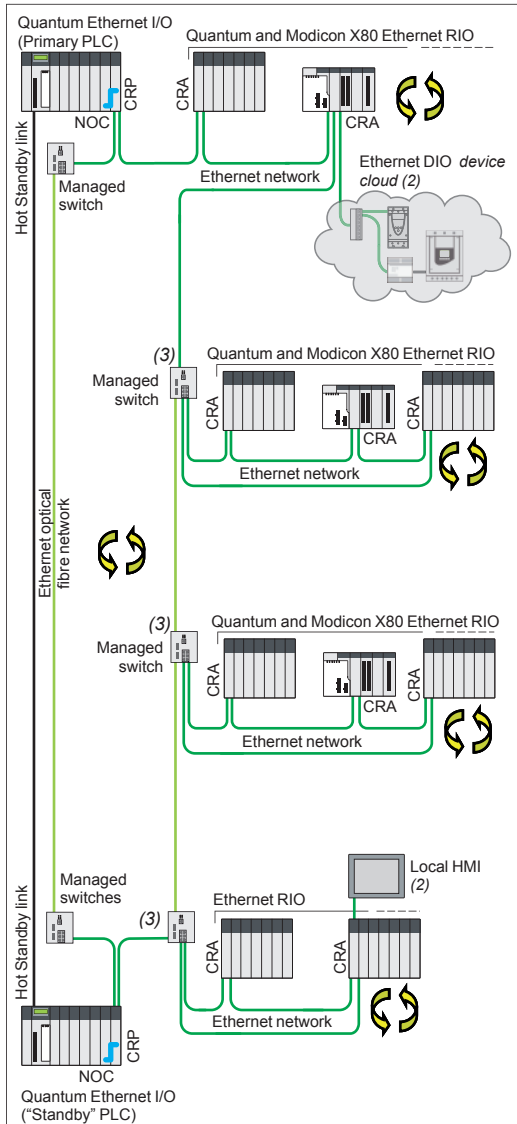 Quantum Ethernet I/O
(Primary PLC)
Quantum and Modicon X80 Ethernet RIO
CRP
CRA
NOC
CRA
Hot Standby link
Managed
switch
Ethernet network
Ethernet DIO device
cloud (2)
(3)
Quantum and Modicon X80 Ethernet RIO
Managed
switch
CRA
CRA
CRA
Ethernet network
Ethernet optical
fibre network
(3)
Quantum and Modicon X80 Ethernet RIO
Managed
switch
CRA
CRA
CRA
Ethernet network
Local HMI
(2)
Managed
switches
(3)
Ethernet RIO
Hot Standby link
CRA
CRA
Ethernet network
CRP
NOC
Quantum Ethernet I/O
(“Standby” PLC)